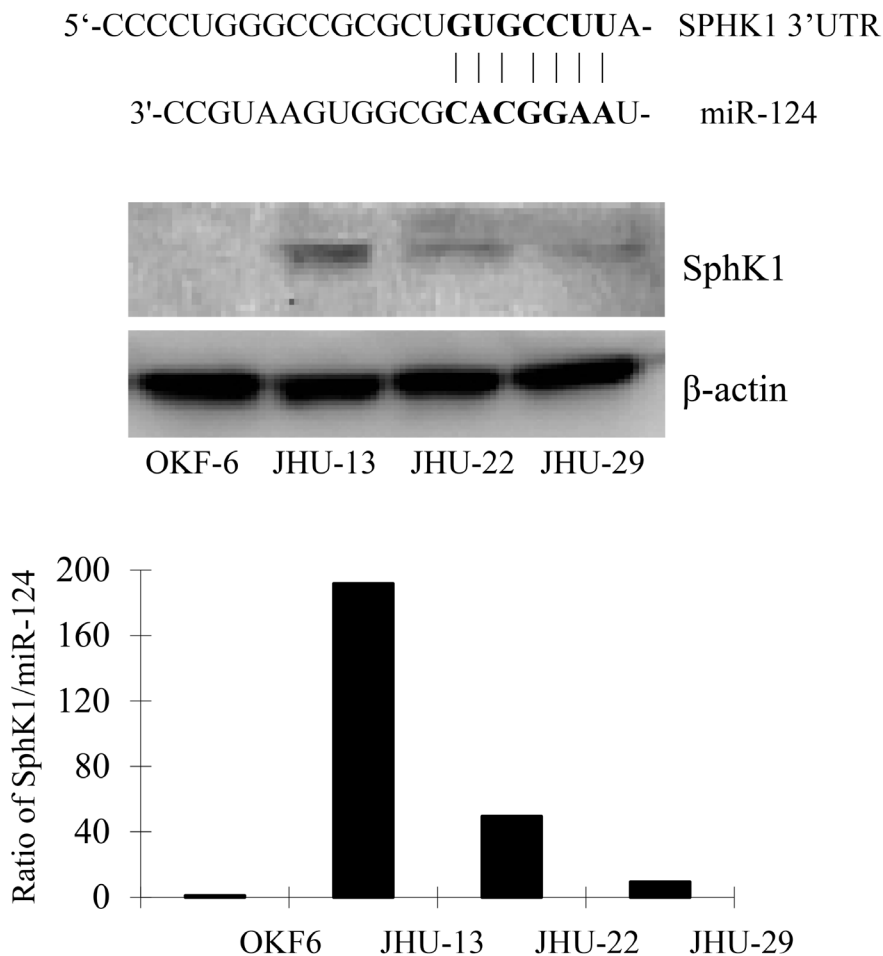 5‘-CCCCUGGGCCGCGCUGUGCCUUA- SPHK1 3’UTR
3'-CCGUAAGUGGCGCACGGAAU- miR-124
SphK1
β-actin
OKF-6 JHU-13 JHU-22 JHU-29
Ratio of SphK1/miR-124
200
160
120
80
40
0
OKF6 JHU-13 JHU-22 JHU-29